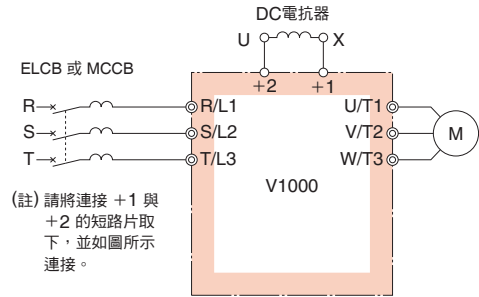 DC電抗器
U X
ELCB 或 MCCB
+2 +1
R R/L1 U/T1
S S/L2 V/T2 M
T T/L3 W/T3
V1000
(註) 請將連接 +1 與
+2 的短路片取
下，並如圖所示
連接。